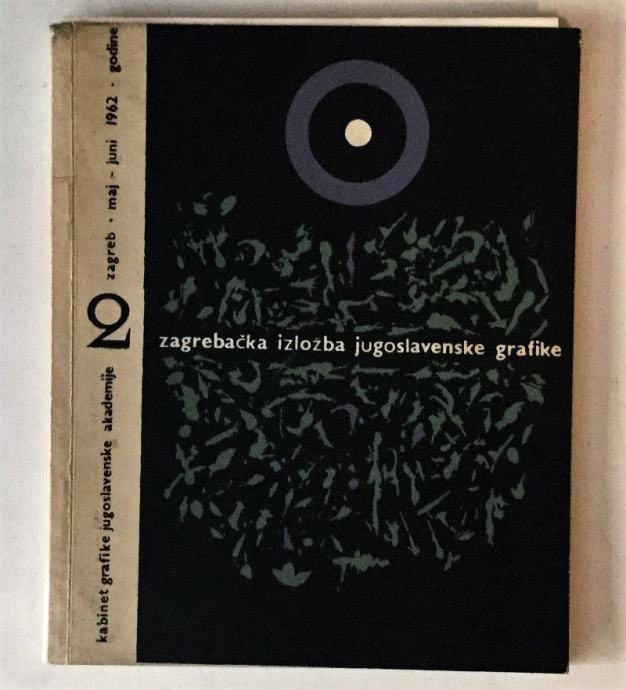 kabinet grafike jugoslavenske akademije 2 zagreb · maj - juni 1962 · godine
zagrebačka izložba jugoslavenske grafike